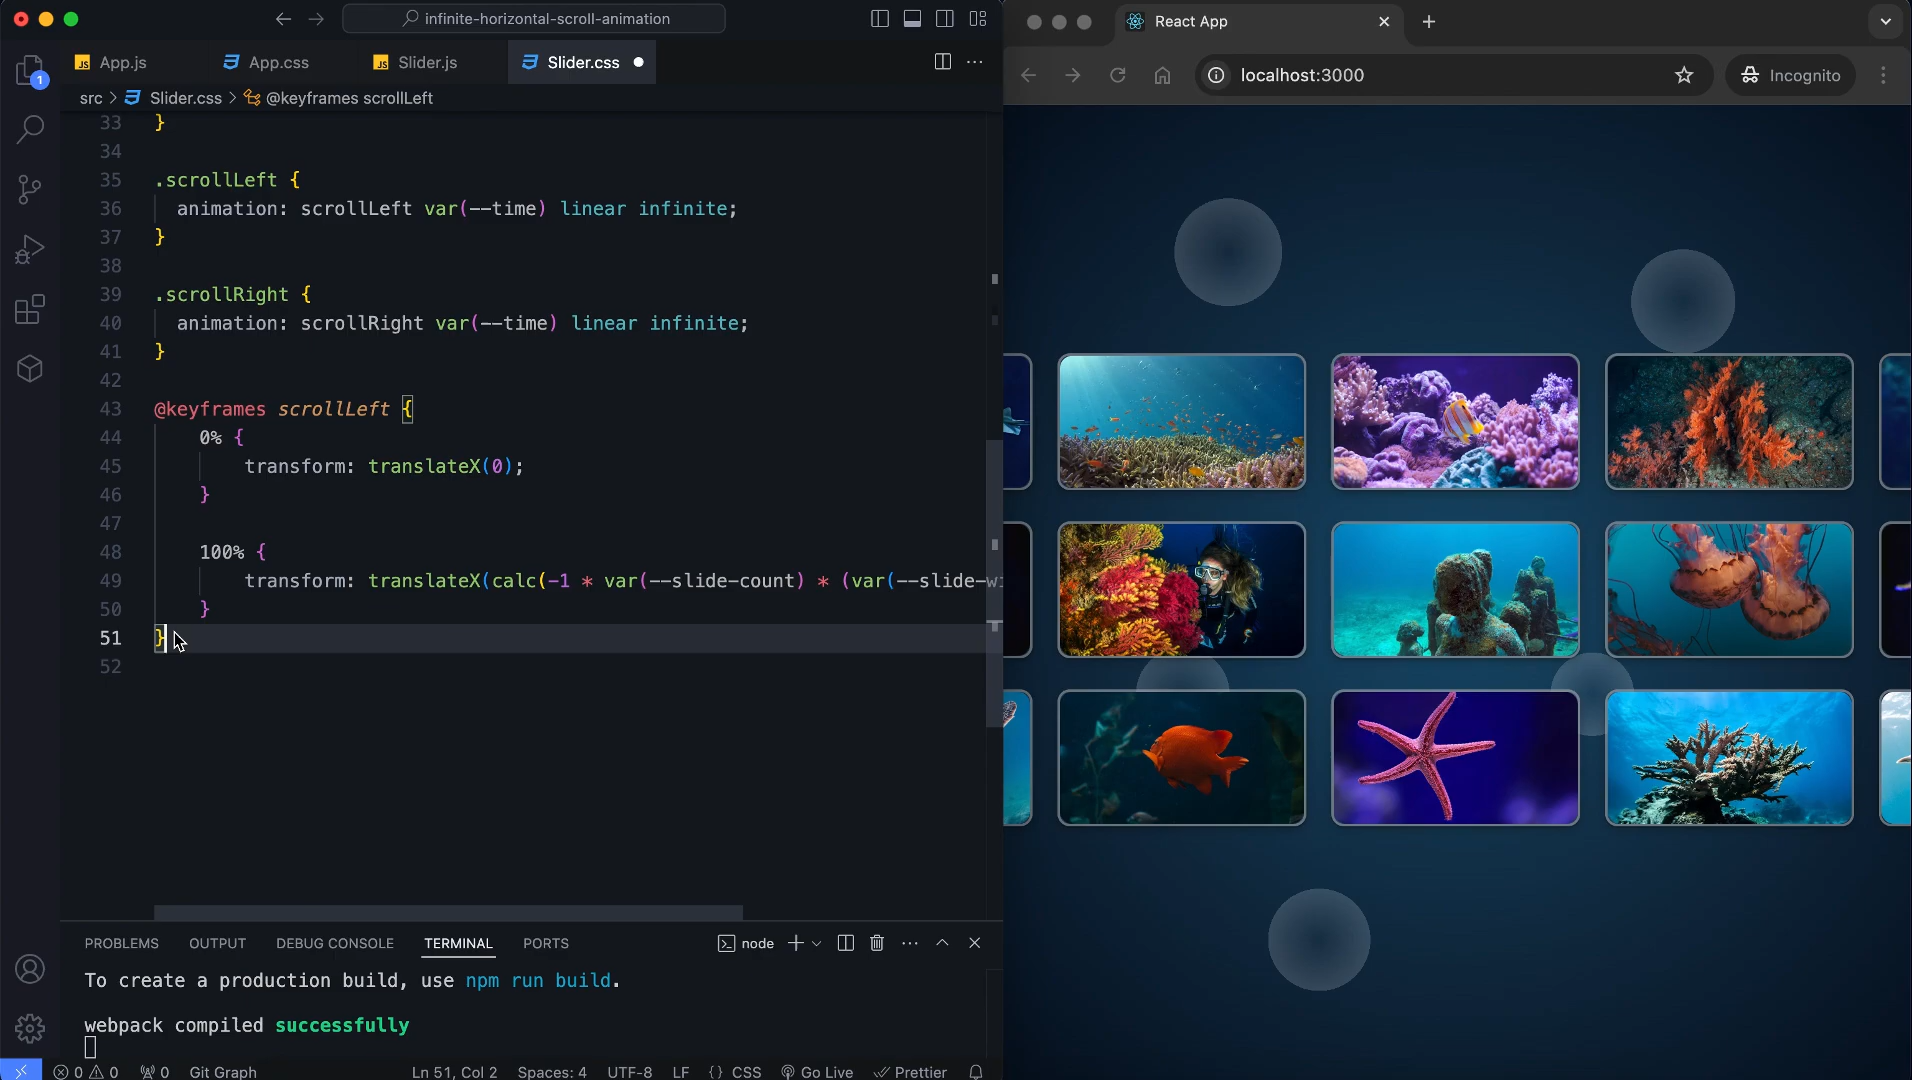 infinite-horizontal-scroll-animation
React App
JS App.js
App.css
JS Slider.js
Slider.css
localhost:3000
Incognito
1
src > Slider.css > @keyframes scrollLeft
33 }
34
35 .scrollLeft {
36 animation: scrollLeft var(--time) linear infinite;
37 }
38
39 .scrollRight {
40 animation: scrollRight var(--time) linear infinite;
41 }
42
43 @keyframes scrollLeft {
44 0% {
45 transform: translateX(0);
46 }
47
48 100% {
49 transform: translateX(calc(-1 * var(--slide-count) * (var(--slide-wi
50 }
51 }
52
PROBLEMS OUTPUT DEBUG CONSOLE TERMINAL PORTS
node
To create a production build, use npm run build.
webpack compiled successfully
0 0 0 Git Graph Ln 51, Col 2 Spaces: 4 UTF-8 LF {} CSS Go Live Prettier